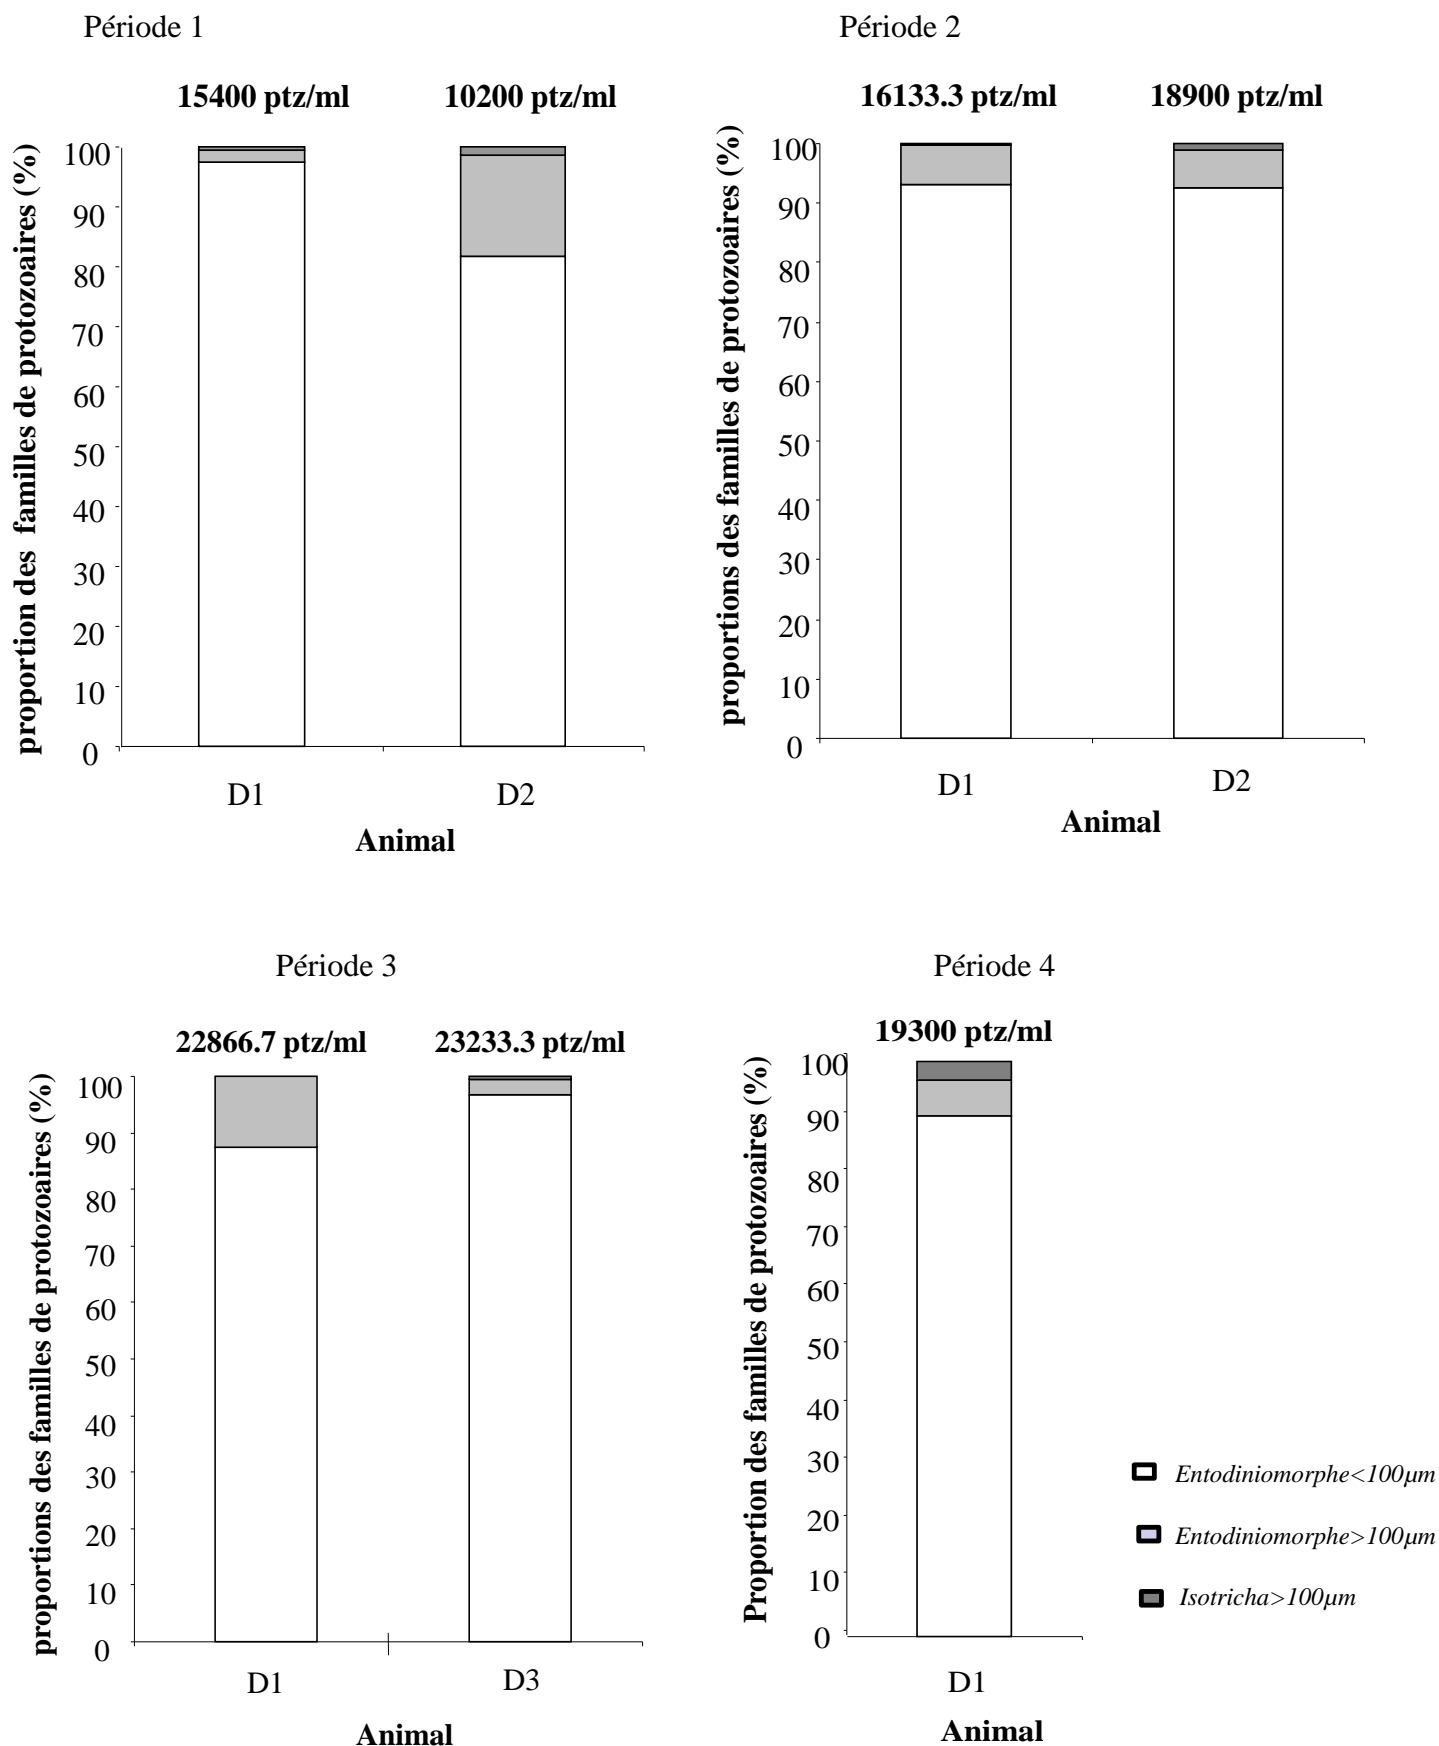 Période 1
15400 ptz/ml
10200 ptz/ml
proportion des familles de protozoaires (%)
100
90
80
70
60
50
40
30
20
10
0
D1
D2
Animal
Période 2
16133.3 ptz/ml
18900 ptz/ml
proportions des familles de protozoaires (%)
100
90
80
70
60
50
40
30
20
10
0
D1
D2
Animal
Période 3
22866.7 ptz/ml
23233.3 ptz/ml
proportions des familles de protozoaires (%)
100
90
80
70
60
50
40
30
20
10
0
D1
D3
Animal
Période 4
19300 ptz/ml
Proportion des familles de protozoaires (%)
100
90
80
70
60
50
40
30
20
10
0
D1
Animal
Entodiniomorphe<100µm
Entodiniomorphe>100µm
Isotricha>100µm